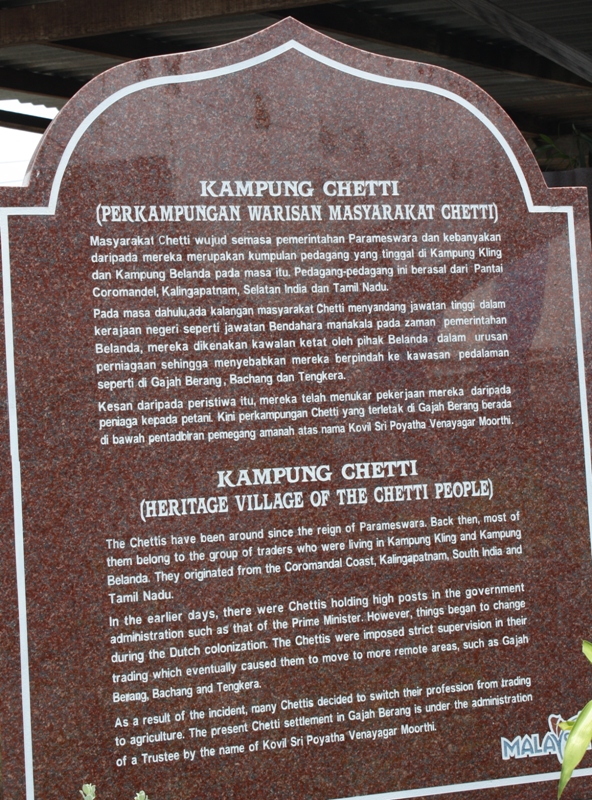 KAMPUNG CHETTI
(PERKAMPUNGAN WARISAN MASYARAKAT CHETTI)
Masyarakat Chetti wujud semasa pemerintahan Parameswara dan kebanyakan
daripada mereka merupakan kumpulan pedagang yang tinggal di Kampung Kling
dan Kampung Belanda pada masa itu. Pedagang-pedagang ini berasal dari Pantai
Coromandel, Kalingapatnam, Selatan India dan Tamil Nadu.
Pada masa dahulu,ada kalangan masyarakat Chetti menyandang jawatan tinggi dalam
kerajaan negeri seperti jawatan Bendahara manakala pada zaman pemerintahan
Belanda, mereka dikenakan kawalan ketat oleh pihak Belanda dalam urusan
perniagaan sehingga menyebabkan mereka berpindah ke kawasan pedalaman
seperti di Gajah Berang, Bachang dan Tengkera.
Kesan daripada peristiwa itu, mereka telah menukar pekerjaan mereka daripada
peniaga kepada petani. Kini perkampungan Chetti yang terletak di Gajah Berang berada
di bawah pentadbiran pemegang amanah atas nama Kovil Sri Poyatha Venayagar Moorthi.
KAMPUNG CHETTI
(HERITAGE VILLAGE OF THE CHETTI PEOPLE)
The Chettis have been around since the reign of Parameswara. Back then, most of
them belong to the group of traders who were living in Kampung Kling and Kampung
Belanda. They originated from the Coromandal Coast, Kalingapatnam, South India and
Tamil Nadu.
In the earlier days, there were Chettis holding high posts in the government
administration such as that of the Prime Minister. However, things began to change
during the Dutch colonization. The Chettis were imposed strict supervision in their
trading which eventually caused them to move to more remote areas, such as Gajah
Berang, Bachang and Tengkera.
As a result of the incident, many Chettis decided to switch their profession from trading
to agriculture. The present Chetti settlement in Gajah Berang is under the administration
of a Trustee by the name of Kovil Sri Poyatha Venayagar Moorthi.